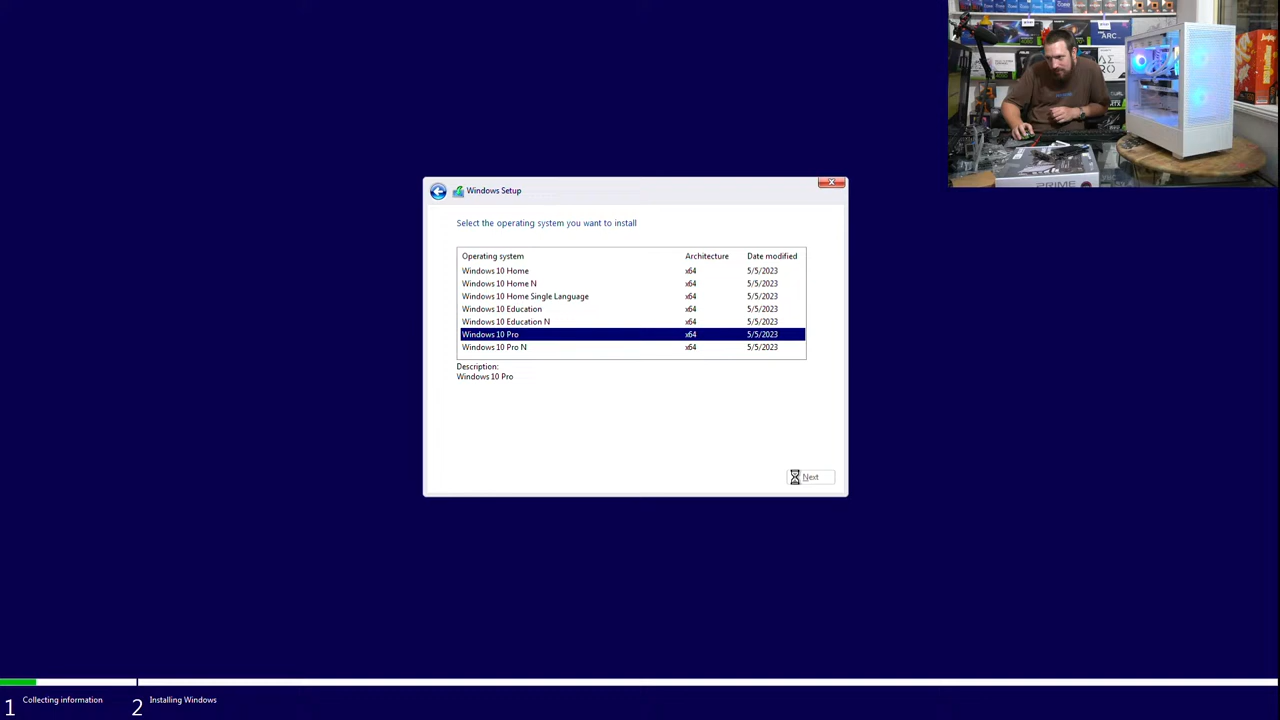 ARC
PRIME
Windows Setup
Select the operating system you want to install
Operating system Architecture Date modified
Windows 10 Home x64 5/5/2023
Windows 10 Home N x64 5/5/2023
Windows 10 Home Single Language x64 5/5/2023
Windows 10 Education x64 5/5/2023
Windows 10 Education N x64 5/5/2023
Windows 10 Pro x64 5/5/2023
Windows 10 Pro N x64 5/5/2023
Description:
Windows 10 Pro
Next
1 Collecting information 2 Installing Windows